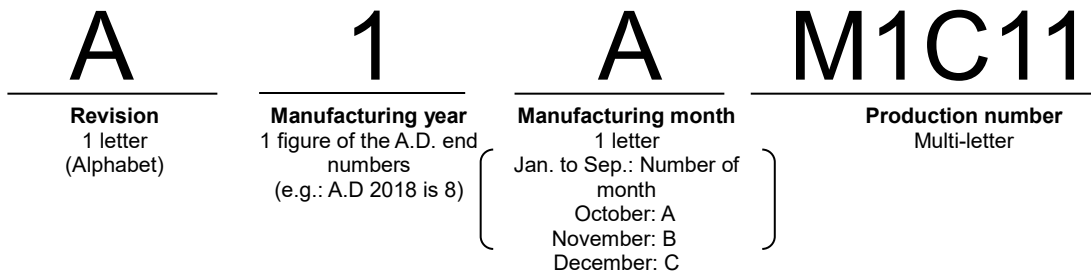 A 1 A M1C11
Revision Manufacturing year Manufacturing month Production number
1 letter 1 figure of the A.D. end 1 letter Multi-letter
(Alphabet) numbers Jan. to Sep.: Number of
(e.g.: A.D 2018 is 8) month
October: A
November: B
December: C